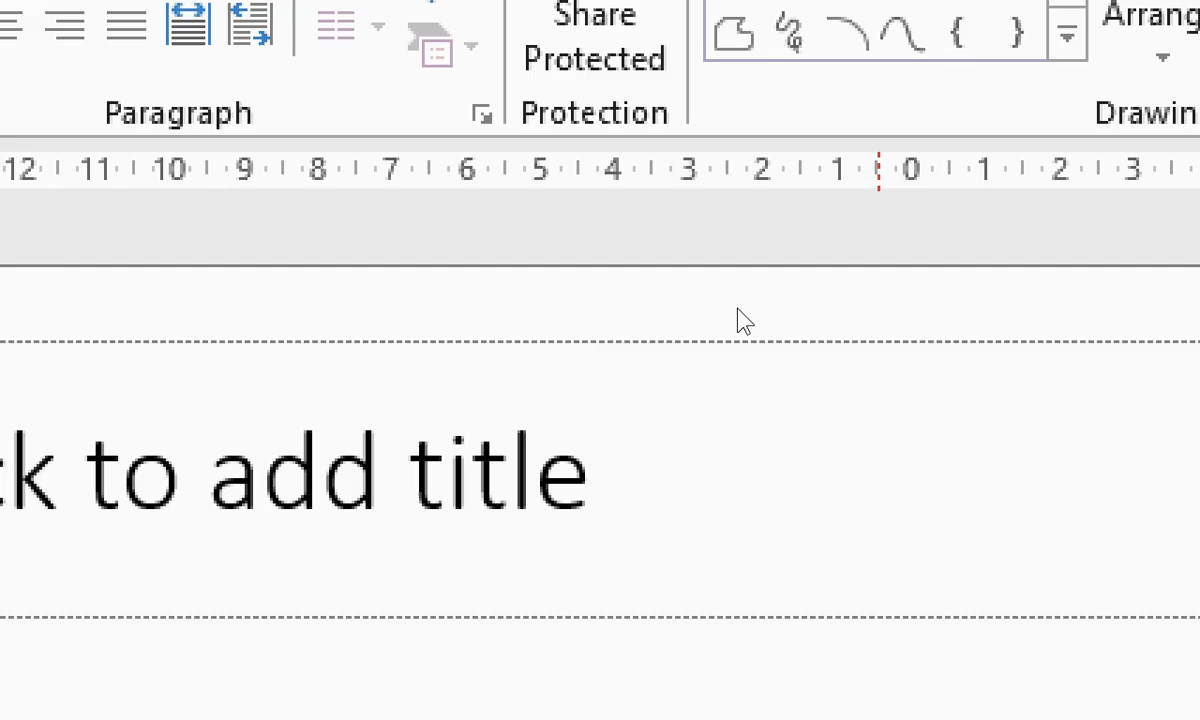 Share
Protected
Arrang
{ }
Paragraph
Protection
Drawin
12 11 10 9 8 7 6 5 4 3 2 1 0 1 2 3
ck to add title